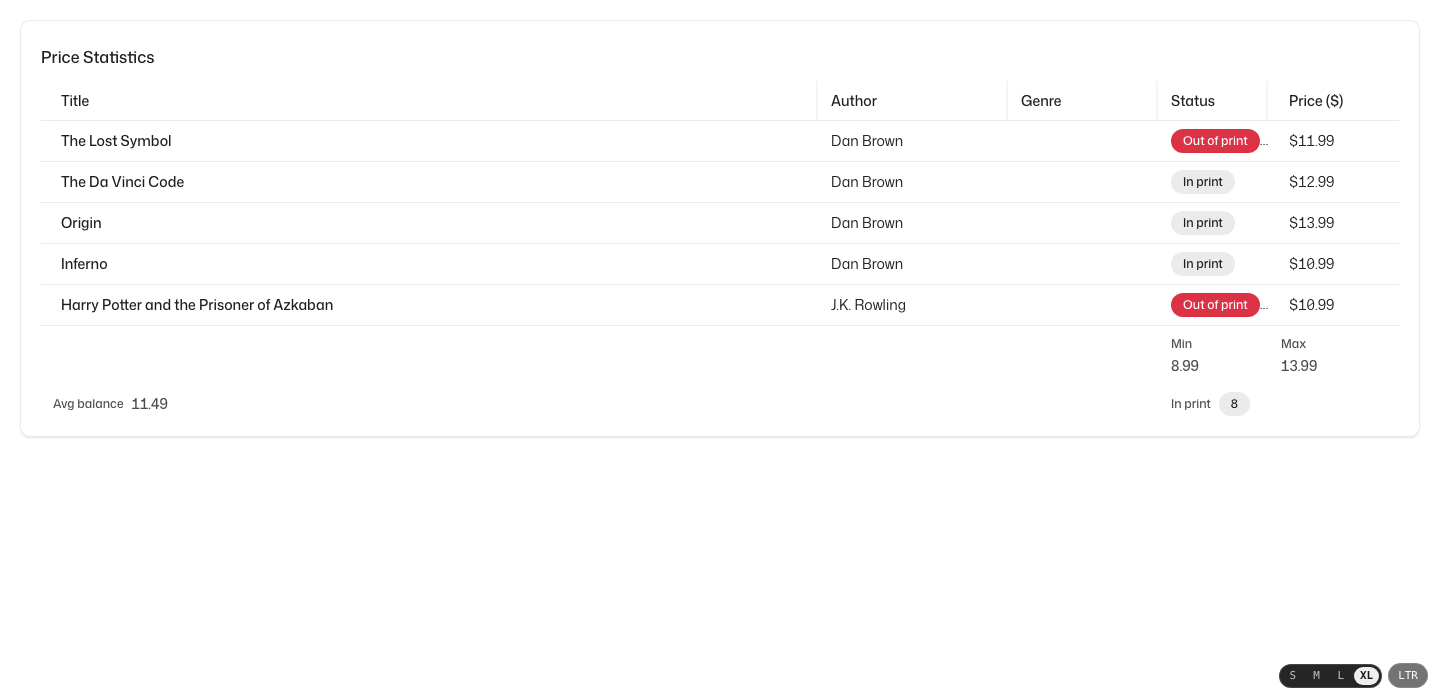 Price Statistics
Title Author Genre Status Price ($)
The Lost Symbol Dan Brown Out of print... $11.99
The Da Vinci Code Dan Brown In print $12.99
Origin Dan Brown In print $13.99
Inferno Dan Brown In print $10.99
Harry Potter and the Prisoner of Azkaban J.K. Rowling Out of print... $10.99
Min Max
8.99 13.99
Avg balance 11.49 In print 8
S M L XL LTR